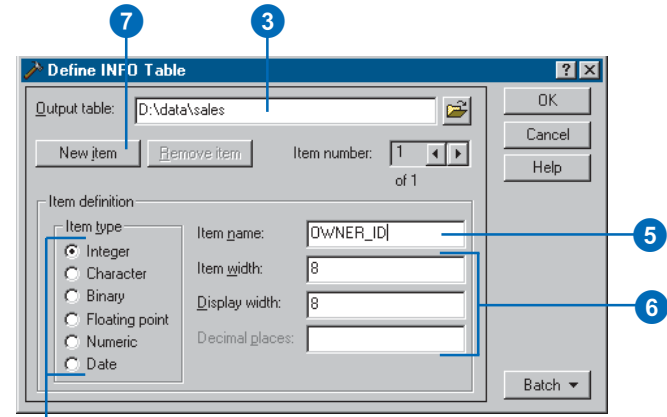 7
3
Define INFO Table
Output table: D:\data\sales
OK
New item Remove item Item number: 1
of 1
Cancel
Help
Item definition
Item type
Integer
Character
Binary
Floating point
Numeric
Date
Item name: OWNER_ID
Item width: 8
Display width: 8
Decimal places:
5
6
Batch